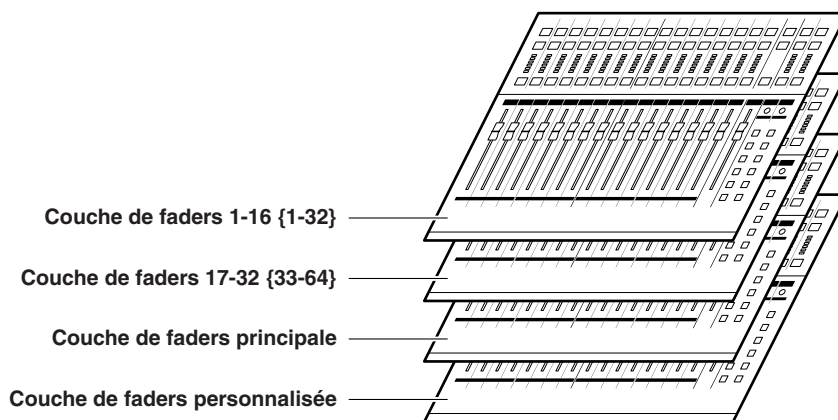 Couche de faders 1-16 {1-32}
Couche de faders 17-32 {33-64}
Couche de faders principale
Couche de faders personnalisée